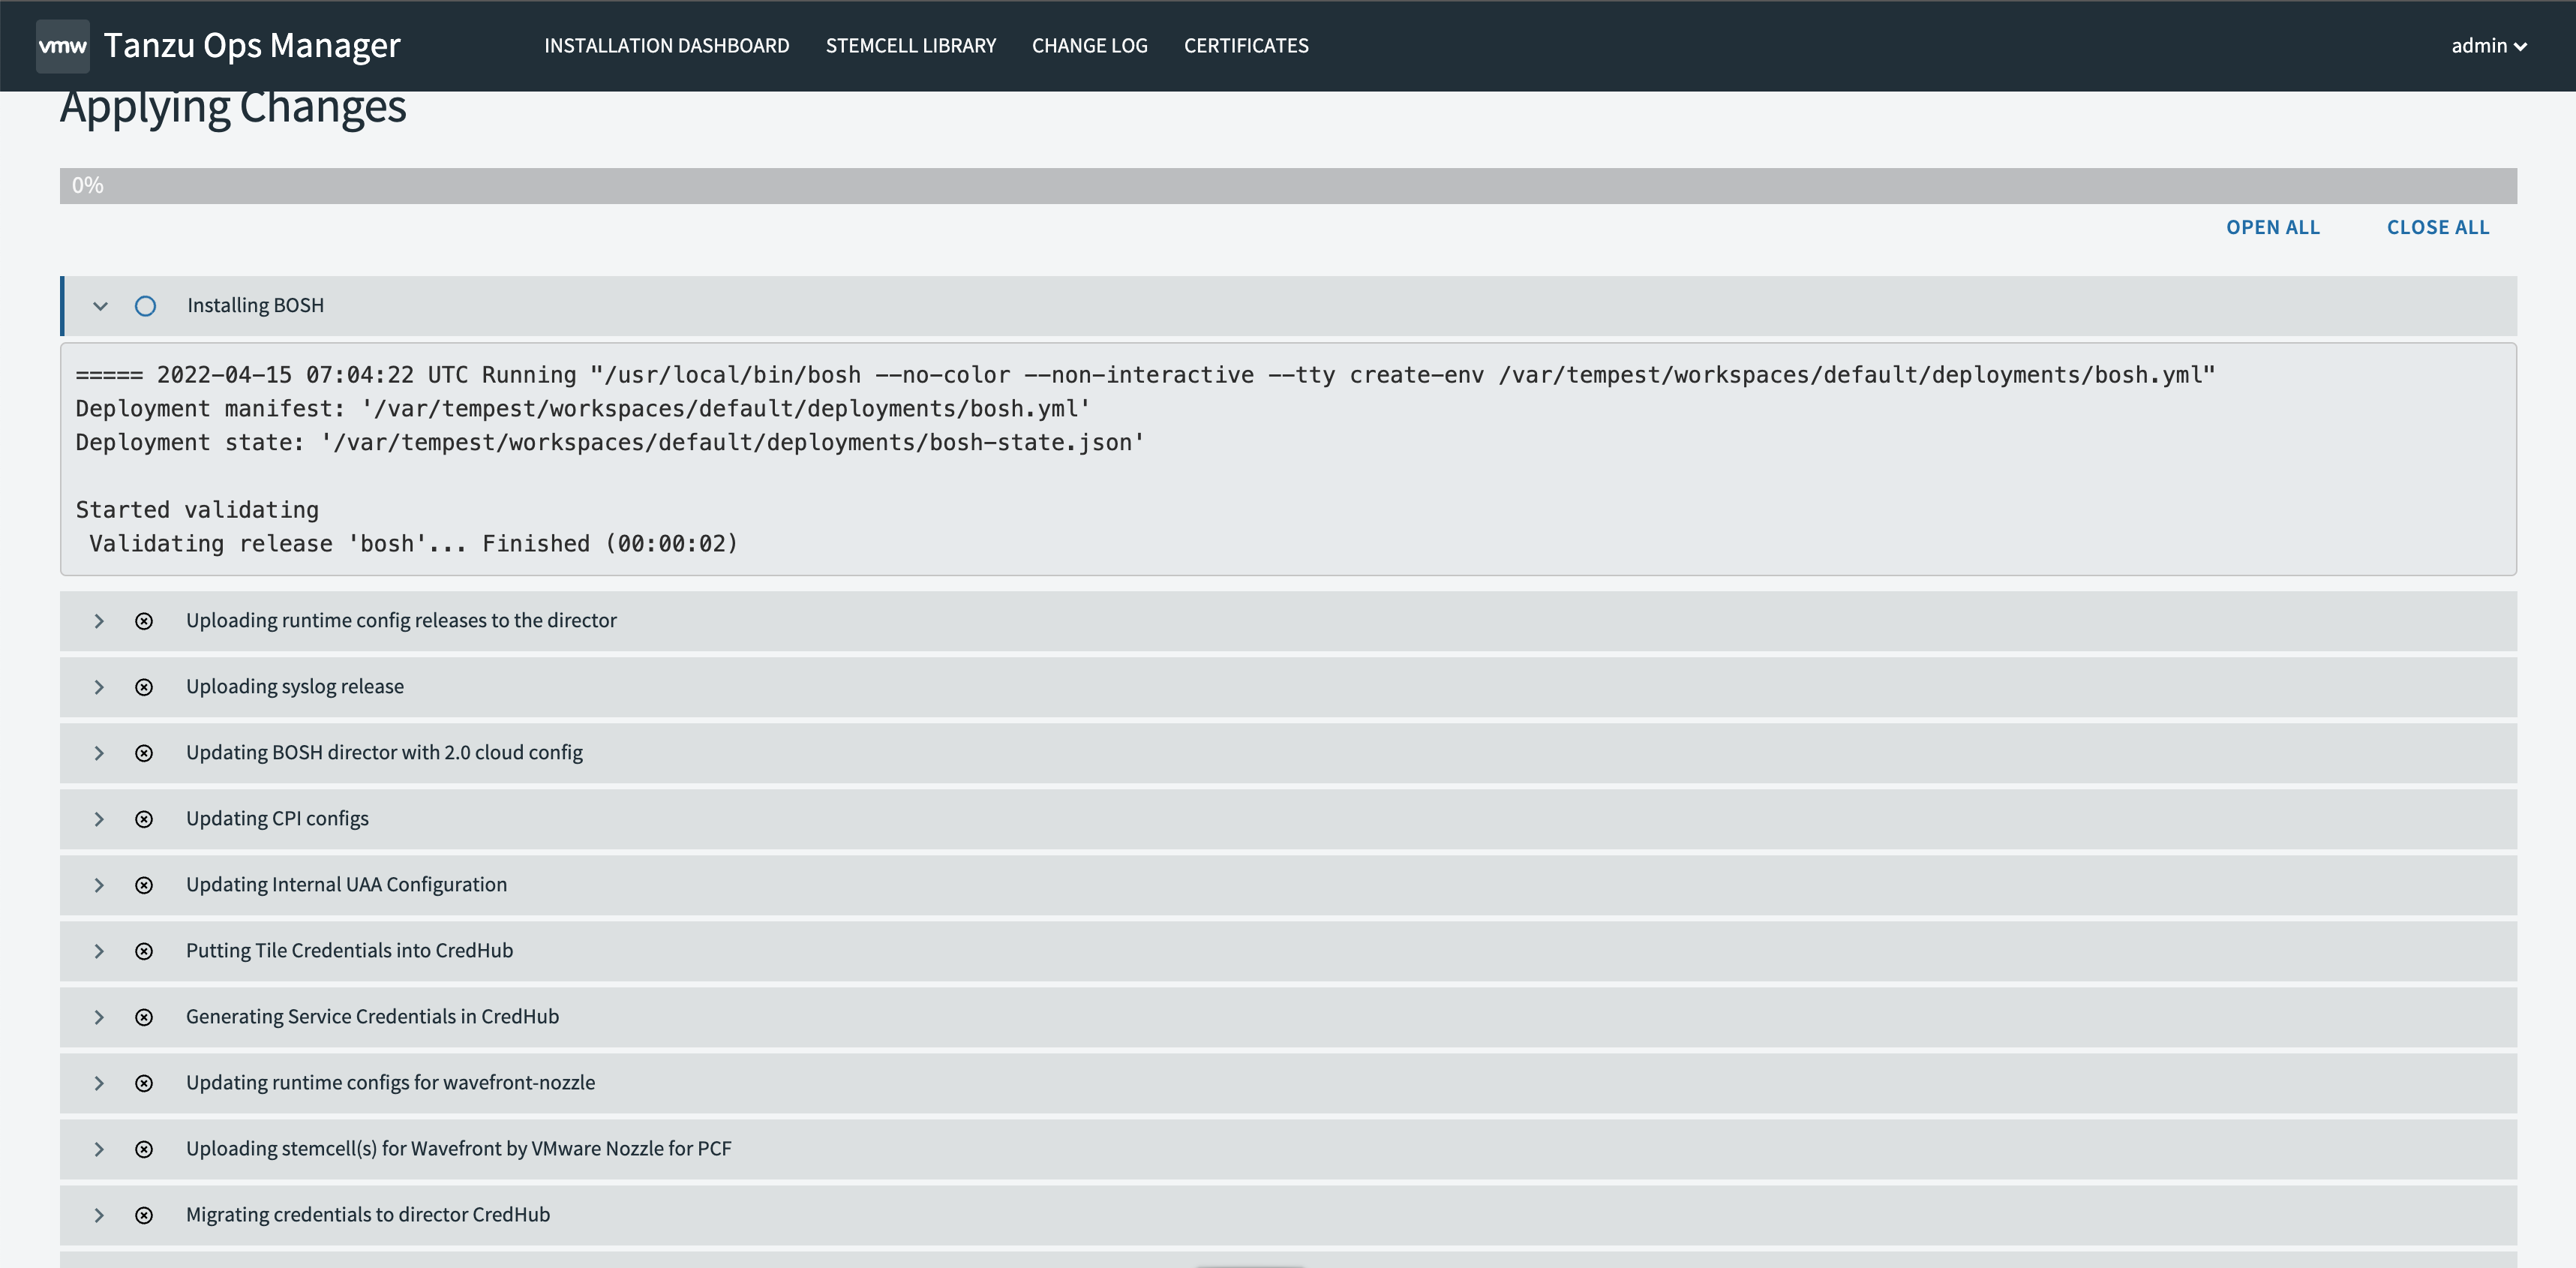 vmw Tanzu Ops Manager INSTALLATION DASHBOARD STEMCELL LIBRARY CHANGE LOG CERTIFICATES admin
Applying Changes
0%
OPEN ALL CLOSE ALL
Installing BOSH
===== 2022-04-15 07:04:22 UTC Running "/usr/local/bin/bosh --no-color --non-interactive --tty create-env /var/tempest/workspaces/default/deployments/bosh.yml"
Deployment manifest: '/var/tempest/workspaces/default/deployments/bosh.yml'
Deployment state: '/var/tempest/workspaces/default/deployments/bosh-state.json'
Started validating
Validating release 'bosh'... Finished (00:00:02)
Uploading runtime config releases to the director
Uploading syslog release
Updating BOSH director with 2.0 cloud config
Updating CPI configs
Updating Internal UAA Configuration
Putting Tile Credentials into CredHub
Generating Service Credentials in CredHub
Updating runtime configs for wavefront-nozzle
Uploading stemcell(s) for Wavefront by VMware Nozzle for PCF
Migrating credentials to director CredHub